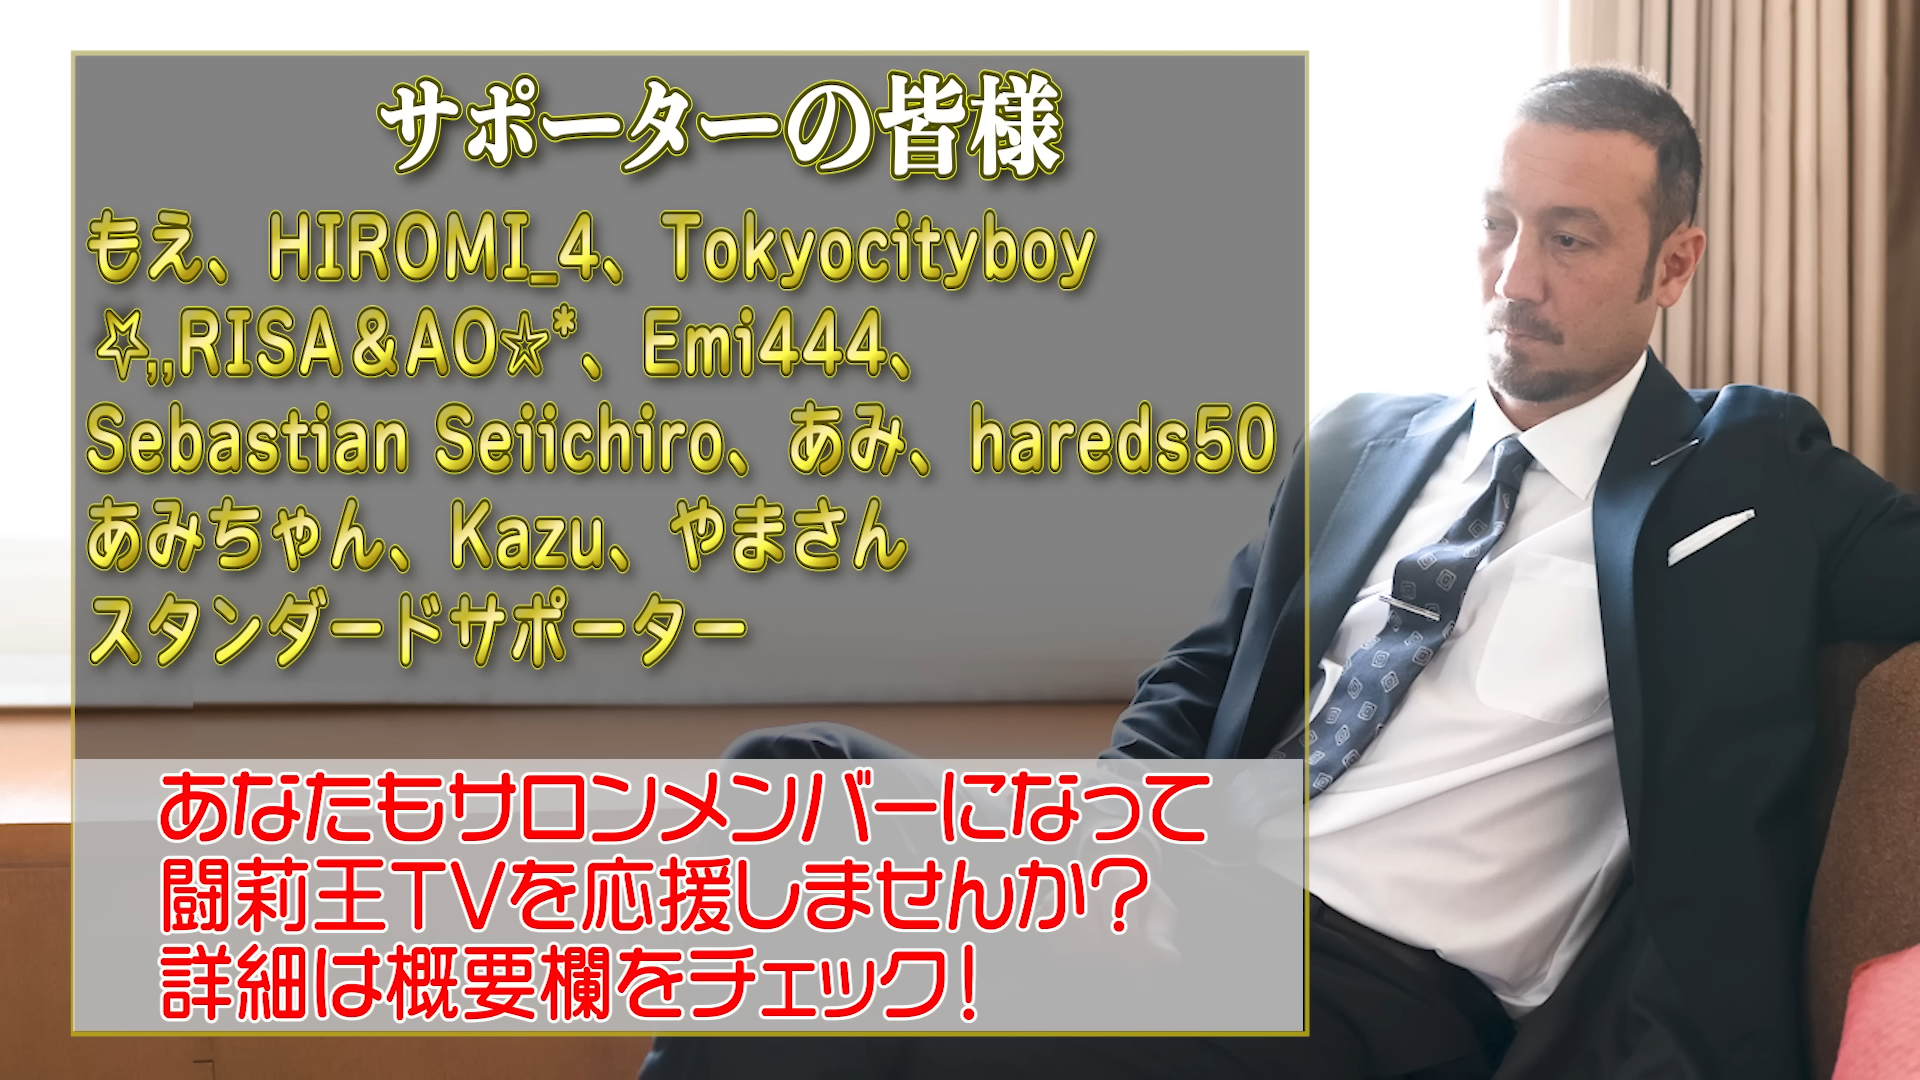 サポーターの皆様
もえ、HIROMI_4、Tokyocityboy
☆,,RISA＆AO☆*、Emi444、
Sebastian Seiichiro、あみ、hareds50
あみちゃん、Kazu、やまさん
スタンダードサポーター
あなたもサロンメンバーになって
闘莉王TVを応援しませんか？
詳細は概要欄をチェック！